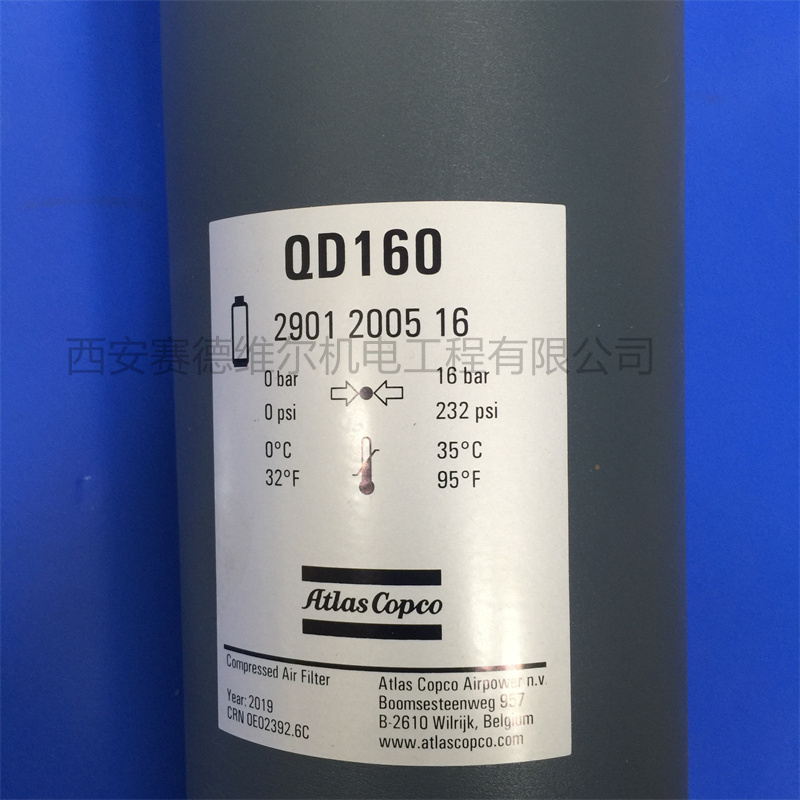 QD160
2901 2005 16
西安赛德维尔机电工程有限公司
0 bar 16 bar
0 psi 232 psi
0°C 35°C
32°F 95°F
Atlas Copco
Compressed Air Filter
Year: 2019
CRN 0E02392.6C
Atlas Copco Airpower n.v.
Boomsesteenweg 957
B-2610 Wilrijk, Belgium
www.atlascopco.com